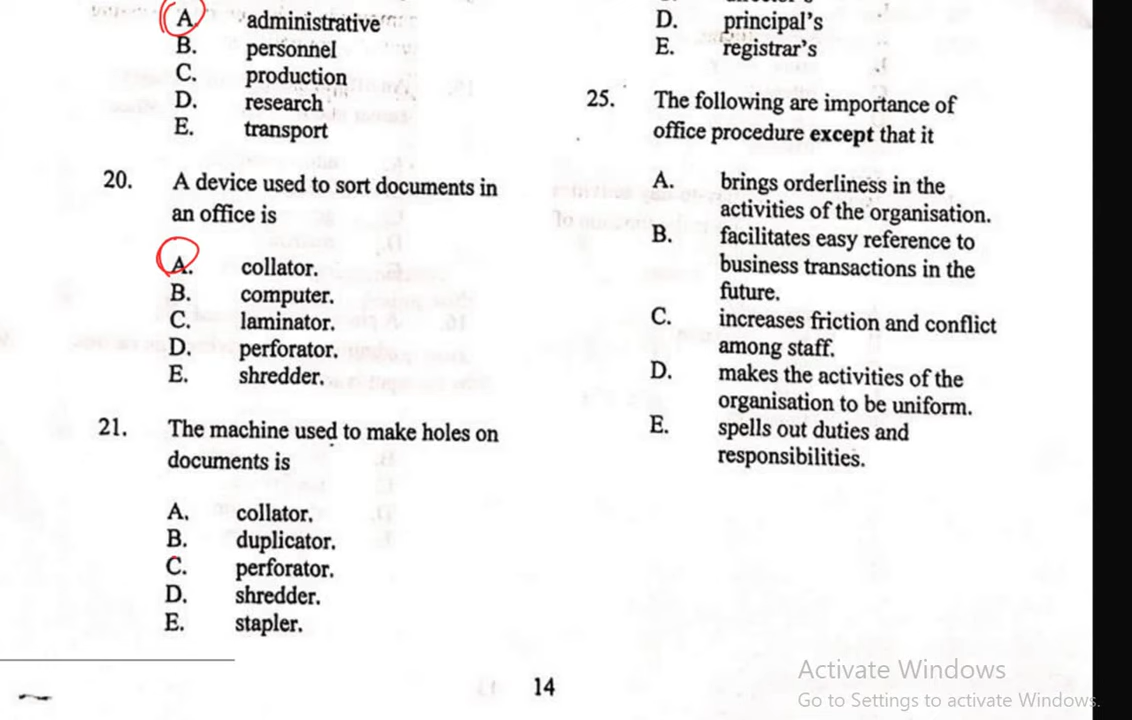 A. administrative
B. personnel
C. production
D. research
E. transport
20. A device used to sort documents in
an office is
A. collator.
B. computer.
C. laminator.
D. perforator.
E. shredder.
21. The machine used to make holes on
documents is
A. collator.
B. duplicator.
C. perforator.
D. shredder.
E. stapler.
D. principal's
E. registrar's
25. The following are importance of
office procedure except that it
A. brings orderliness in the
activities of the organisation.
B. facilitates easy reference to
business transactions in the
future.
C. increases friction and conflict
among staff.
D. makes the activities of the
organisation to be uniform.
E. spells out duties and
responsibilities.
14
Activate Windows
Go to Settings to activate Windows.